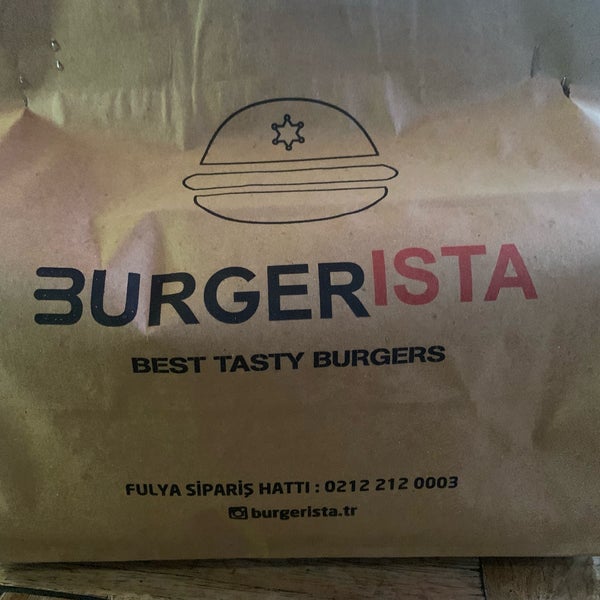 BURGERISTA
BEST TASTY BURGERS
FULYA SİPARİŞ HATTI : 0212 212 0003
burgerista.tr